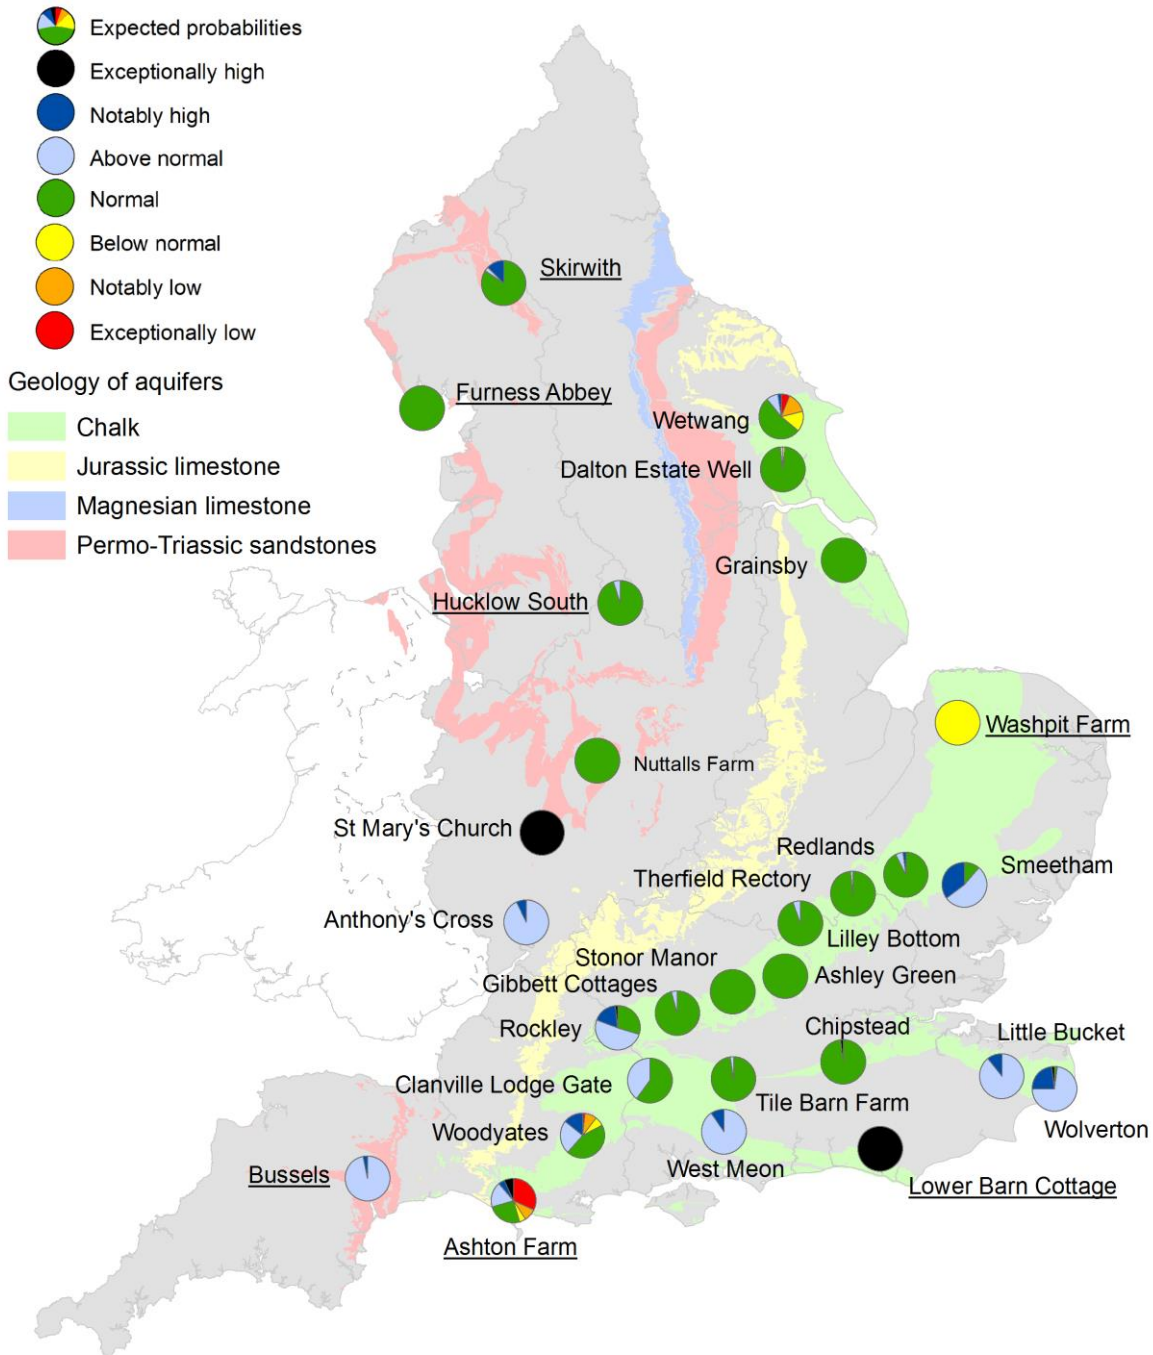 Expected probabilities
Exceptionally high
Notably high
Above normal
Normal
Below normal
Notably low
Exceptionally low
Geology of aquifers
Chalk
Jurassic limestone
Magnesian limestone
Permo-Triassic sandstones
Skirwith
Furness Abbey
Wetwang
Dalton Estate Well
Grainsby
Hucklow South
Washpit Farm
Nuttalls Farm
St Mary's Church
Redlands
Smeetham
Therfield Rectory
Anthony's Cross
Lilley Bottom
Stonor Manor
Ashley Green
Gibbett Cottages
Rockley
Chipstead
Little Bucket
Clanville Lodge Gate
Tile Barn Farm
Wolverton
Woodyates
West Meon
Bussels
Lower Barn Cottage
Ashton Farm